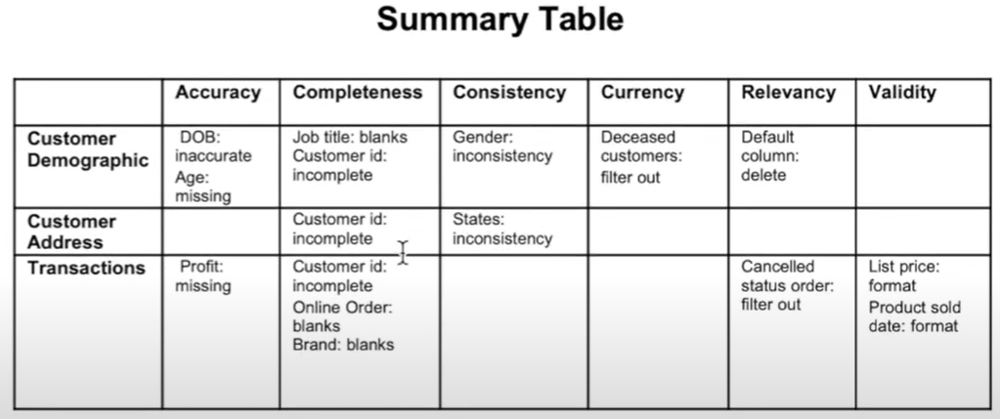 Summary Table
Accuracy
Completeness
Consistency
Currency
Relevancy
Validity
Customer
Demographic
DOB:
inaccurate
Age:
missing
Job title: blanks
Customer id:
incomplete
Gender:
inconsistency
Deceased
customers:
filter out
Default
column:
delete
Customer
Address
Customer id:
incomplete
States:
inconsistency
Transactions
Profit:
missing
Customer id:
incomplete
Online Order:
blanks
Brand: blanks
Cancelled
status order:
filter out
List price:
format
Product sold
date: format